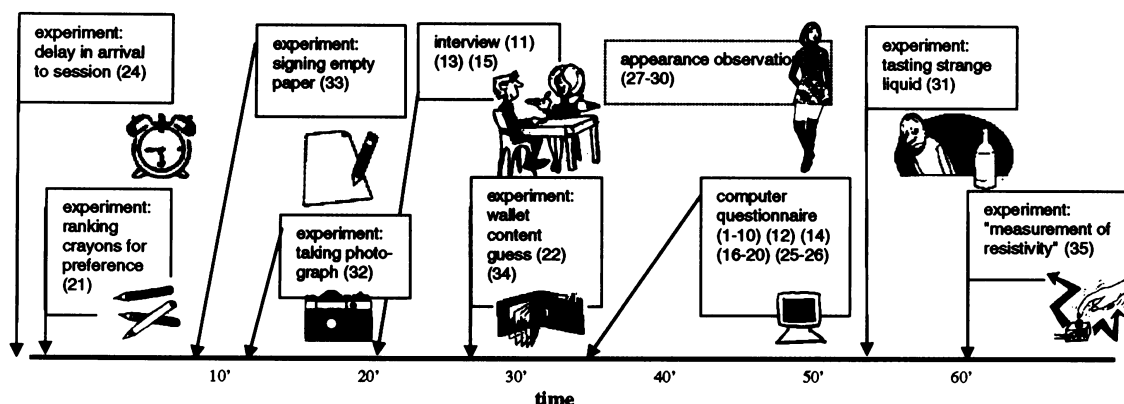 experiment:
delay in arrival
to session (24)
experiment:
signing empty
paper (33)
interview (11)
(13) (15)
appearance observation
(27-30)
experiment:
tasting strange
liquid (31)
experiment:
ranking
crayons for
preference
(21)
experiment:
taking photo-
graph (32)
experiment:
wallet
content
guess (22)
(34)
computer
questionnaire
(1-10) (12) (14)
(16-20) (25-26)
experiment:
"measurement of
resistivity" (35)
10' 20' 30' 40' 50' 60'
time